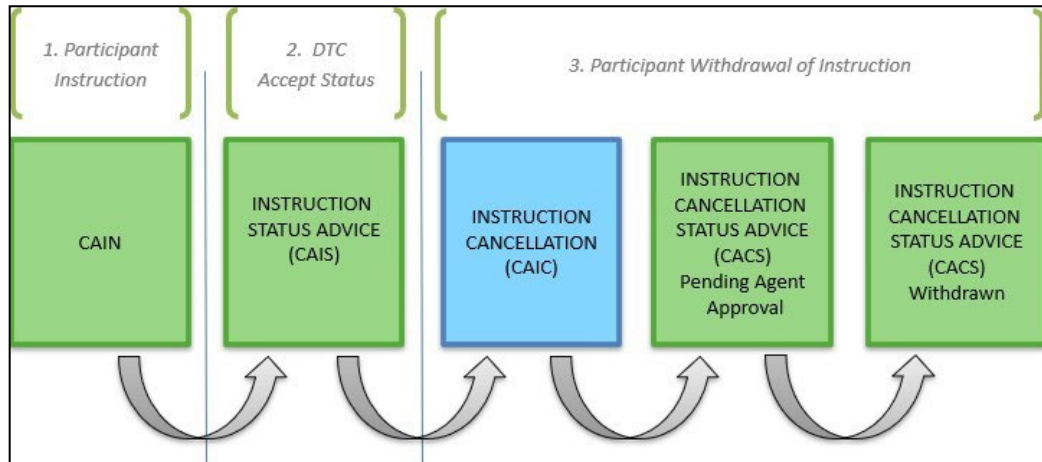 1. Participant
Instruction
2. DTC
Accept Status
3. Participant Withdrawal of Instruction
CAIN
INSTRUCTION
STATUS ADVICE
(CAIS)
INSTRUCTION
CANCELLATION
(CAIC)
INSTRUCTION
CANCELLATION
STATUS ADVICE
(CACS)
Pending Agent
Approval
INSTRUCTION
CANCELLATION
STATUS ADVICE
(CACS)
Withdrawn